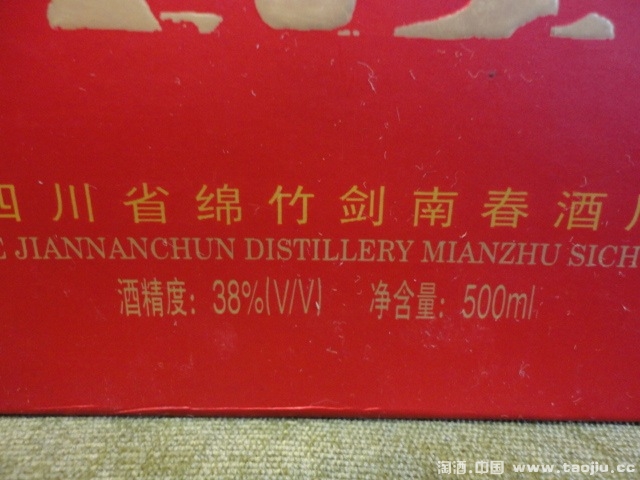 四川省绵竹剑南春酒厂
E JIANNANCHUN DISTILLERY MIANZHU SICH
酒精度：38%(V/V) 净含量：500ml
淘酒.中国 www.taojiu.cc